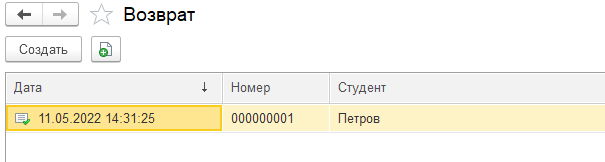 Возврат
Создать
Дата ↓ Номер Студент
11.05.2022 14:31:25 000000001 Петров